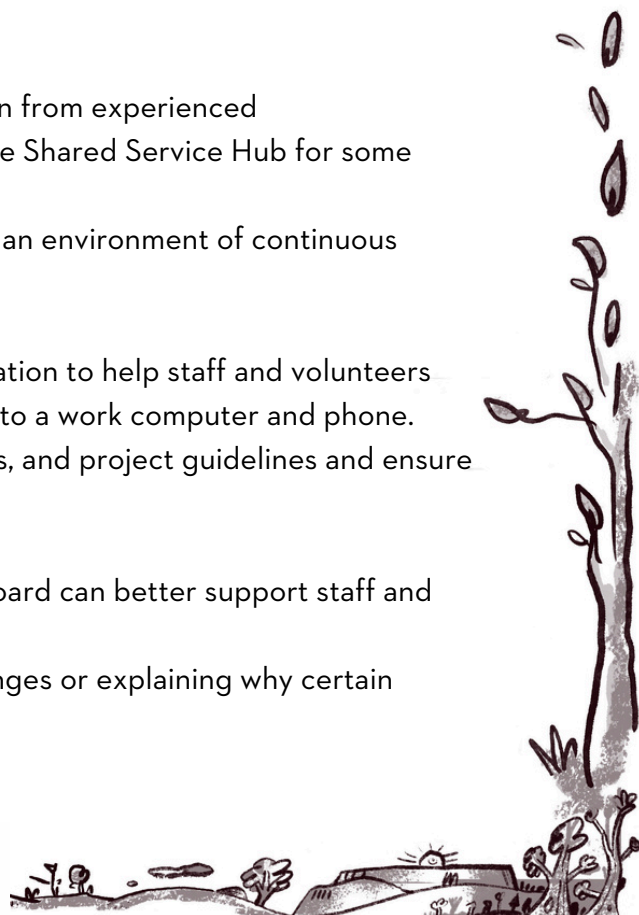 n from experienced
e Shared Service Hub for some
an environment of continuous
ation to help staff and volunteers
to a work computer and phone.
s, and project guidelines and ensure
oard can better support staff and
nges or explaining why certain